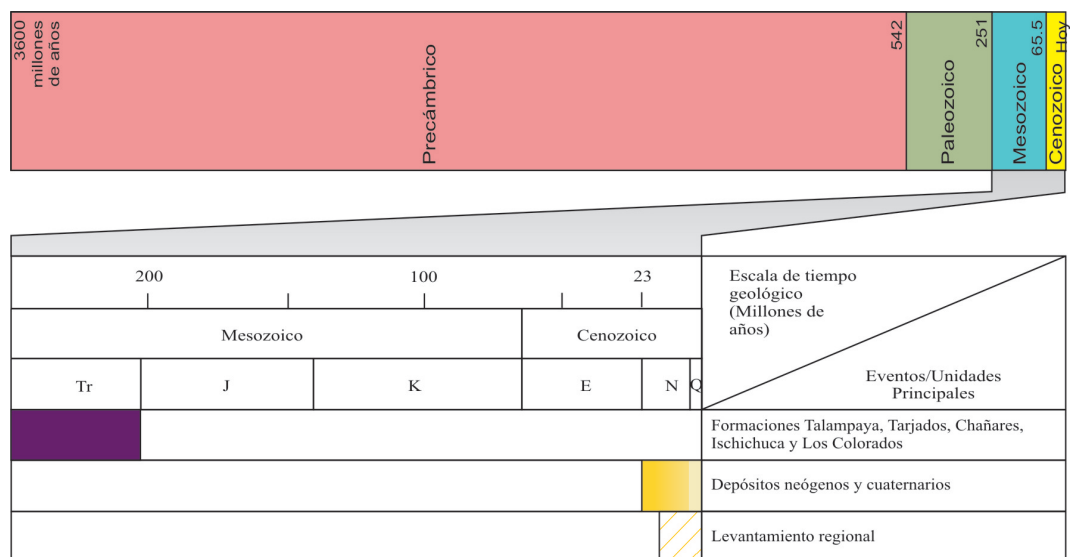 3600
millones
de años
Precámbrico
542
Paleozoico
251
Mesozoico
65.5
Cenozoico
Hoy
200
100
23
Escala de tiempo
geológico
(Millones de
años)
Mesozoico
Cenozoico
Tr
J
K
E
N
Q
Eventos/Unidades
Principales
Formaciones Talampaya, Tarjados, Chañares,
Ischichuca y Los Colorados
Depósitos neógenos y cuaternarios
Levantamiento regional